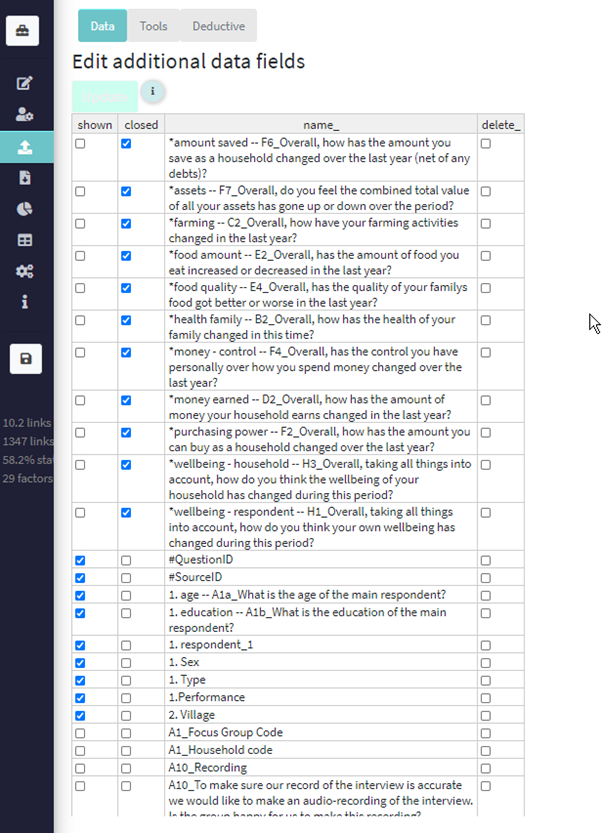 Data Tools Deductive
Edit additional data fields
shown closed name_ delete_
*amount saved -- F6_Overall, how has the amount you
save as a household changed over the last year (net of any
debts)?
*assets -- F7_Overall, do you feel the combined total value
of all your assets has gone up or down over the period?
*farming -- C2_Overall, how have your farming activities
changed in the last year?
*food amount -- E2_Overall, has the amount of food you
eat increased or decreased in the last year?
*food quality -- E4_Overall, has the quality of your familys
food got better or worse in the last year?
*health family -- B2_Overall, how has the health of your
family changed in this time?
*money - control -- F4_Overall, has the control you have
personally over how you spend money changed over the
last year?
*money earned -- D2_Overall, how has the amount of
money your household earns changed in the last year?
*purchasing power -- F2_Overall, how has the amount you
can buy as a household changed over the last year?
*wellbeing - household -- H3_Overall, taking all things into
account, how do you think the wellbeing of your
household has changed during this period?
*wellbeing - respondent -- H1_Overall, taking all things
into account, how do you think your own wellbeing has
changed during this period?
#QuestionID
#SourceID
1. age -- A1a_What is the age of the main respondent?
1. education -- A1b_What is the education of the main
respondent?
1. respondent_1
1. Sex
1. Type
1.Performance
2. Village
A1_Focus Group Code
A1_Household code
A10_Recording
A10_To make sure our record of the interview is accurate
we would like to make an audio-recording of the interview.
Is the group happy for us to make this recording?
10.2 links
1347 links
58.2% sta
29 factors